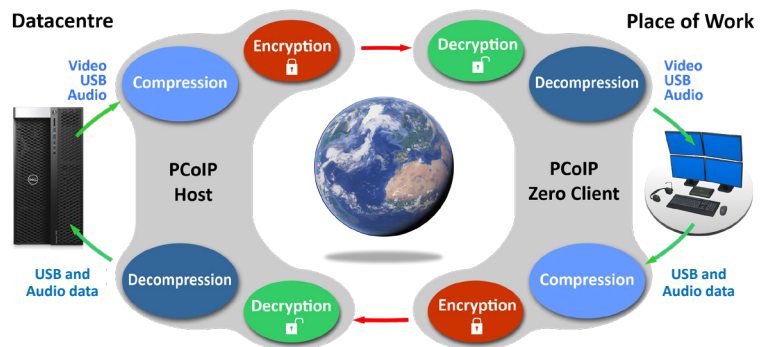 Datacentre
Place of Work
Encryption
Decryption
Video
USB
Audio
Compression
Decompression
Video
USB
Audio
PCoIP
Host
PCoIP
Zero Client
DELL
USB and
Audio data
Decompression
Decryption
Encryption
Compression
USB and
Audio data